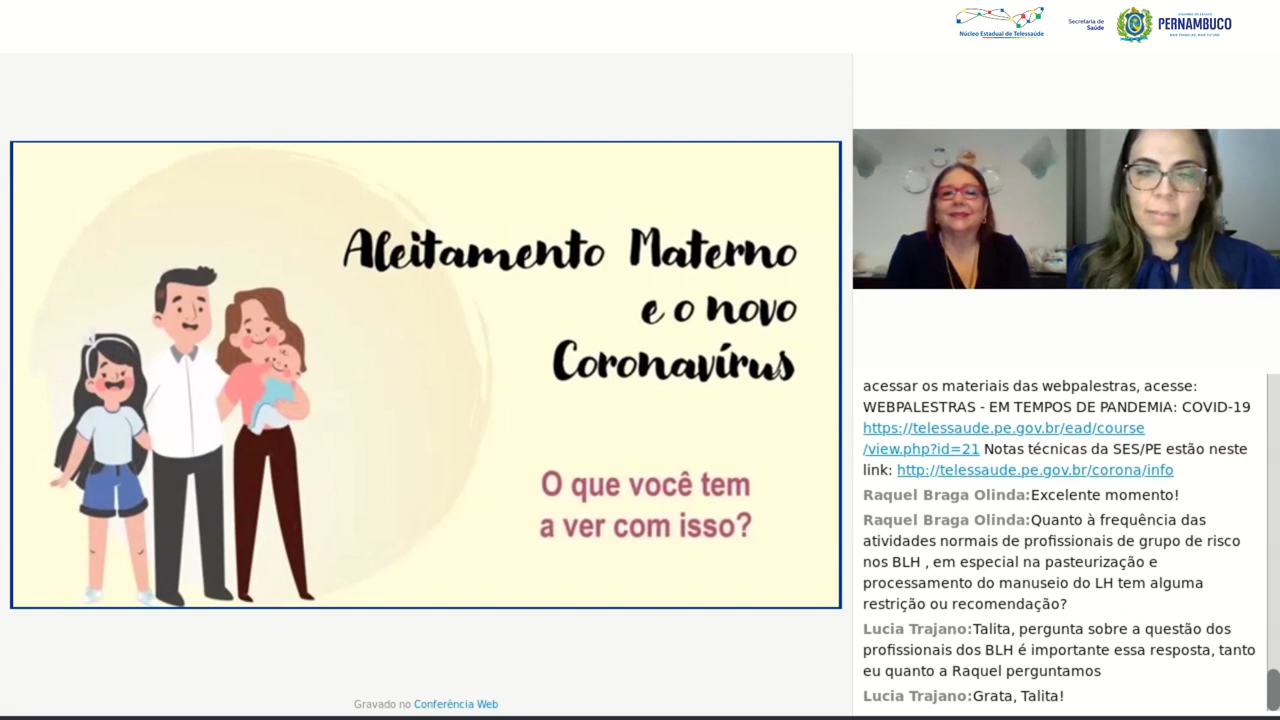 Núcleo Estadual de Telessaúde
Secretaria de
Saúde
PERNAMBUCO
Aleitamento Materno
e o novo
Coronavírus
O que você tem
a ver com isso?
acessar os materiais das webpalestras, acesse:
WEBPALESTRAS - EM TEMPOS DE PANDEMIA: COVID-19
https://telessaude.pe.gov.br/ead/course
/view.php?id=21 Notas técnicas da SES/PE estão neste
link: http://telessaude.pe.gov.br/corona/info
Raquel Braga Olinda:Excelente momento!
Raquel Braga Olinda:Quanto à frequência das
atividades normais de profissionais de grupo de risco
nos BLH , em especial na pasteurização e
processamento do manuseio do LH tem alguma
restrição ou recomendação?
Lucia Trajano:Talita, pergunta sobre a questão dos
profissionais dos BLH é importante essa resposta, tanto
eu quanto a Raquel perguntamos
Lucia Trajano:Grata, Talita!
Gravado no Conferência Web